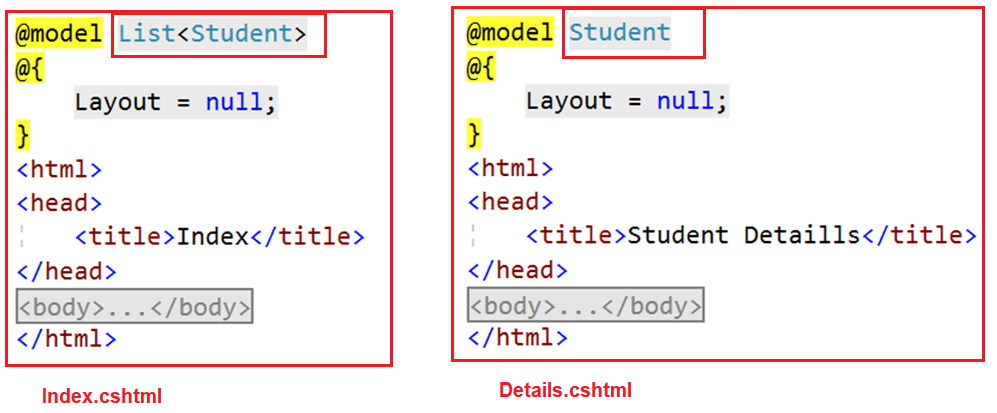 @model List<Student>
@{
Layout = null;
}
<html>
<head>
<title>Index</title>
</head>
<body>...</body>
</html>
Index.cshtml
@model Student
@{
Layout = null;
}
<html>
<head>
<title>Student Detaills</title>
</head>
<body>...</body>
</html>
Details.cshtml